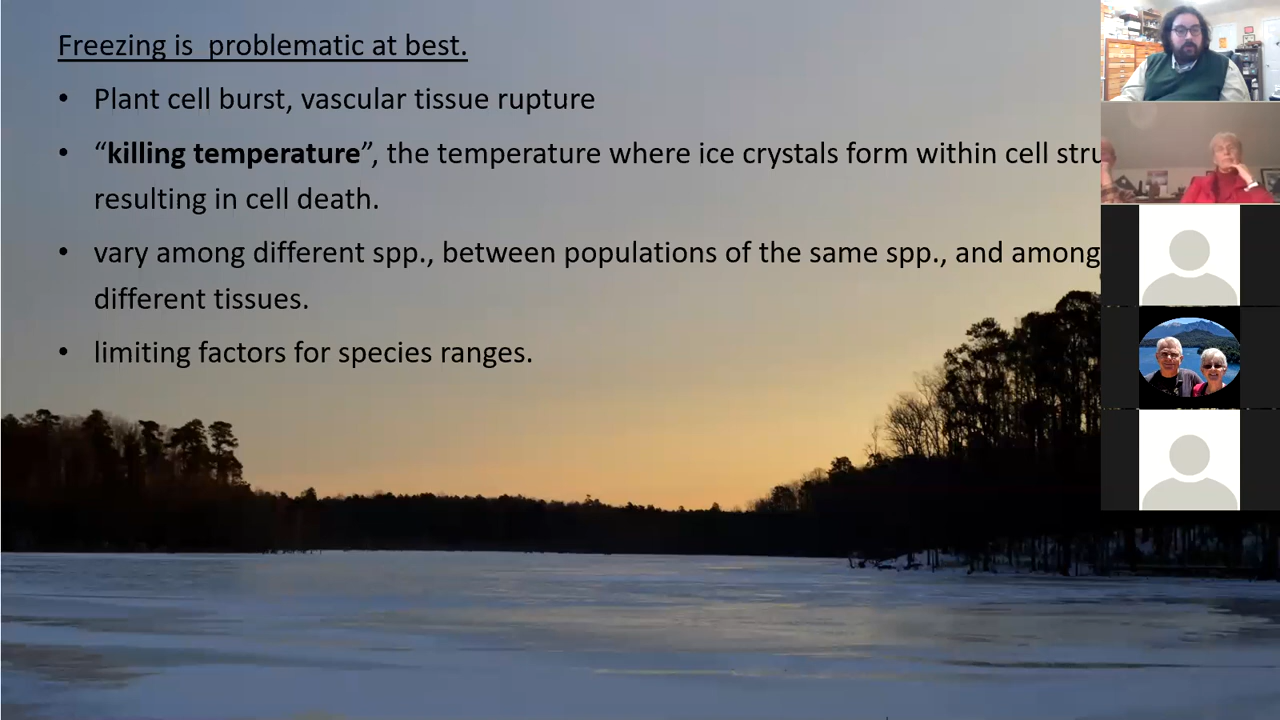 Freezing is  problematic at best.
• Plant cell burst, vascular tissue rupture
• “killing temperature”, the temperature where ice crystals form within cell
resulting in cell death.
• vary among different spp., between populations of the same spp., and among
different tissues.
• limiting factors for species ranges.